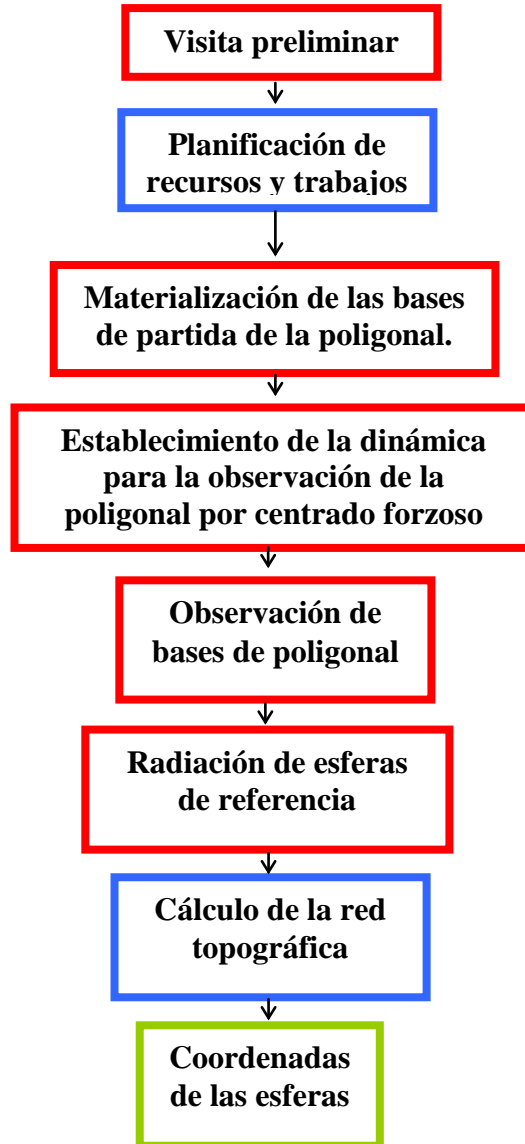 Visita preliminar
Planificación de
recursos y trabajos
Materialización de las bases
de partida de la poligonal.
Establecimiento de la dinámica
para la observación de la
poligonal por centrado forzoso
Observación de
bases de poligonal
Radiación de esferas
de referencia
Cálculo de la red
topográfica
Coordenadas
de las esferas